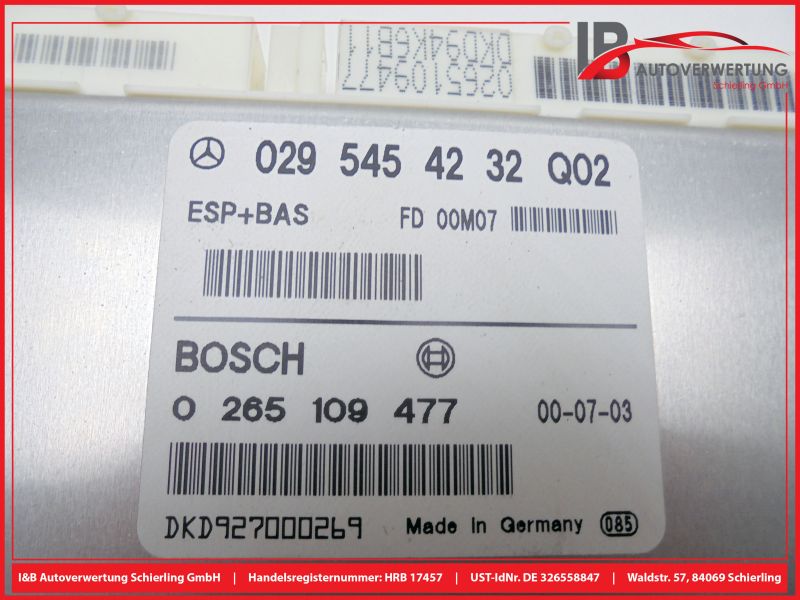 0265109477
DKD94K6B11
IB AUTOVERWERTUNG
Schierling GmbH
029 545 42 32 Q02
ESP+BAS FD 00M07
BOSCH
0 265 109 477 00-07-03
DKD927000269 Made in Germany 085
I&B Autoverwertung Schierling GmbH | Handelsregisternummer: HRB 17457 | UST-IdNr. DE 326558847 | Waldstr. 57, 84069 Schierling